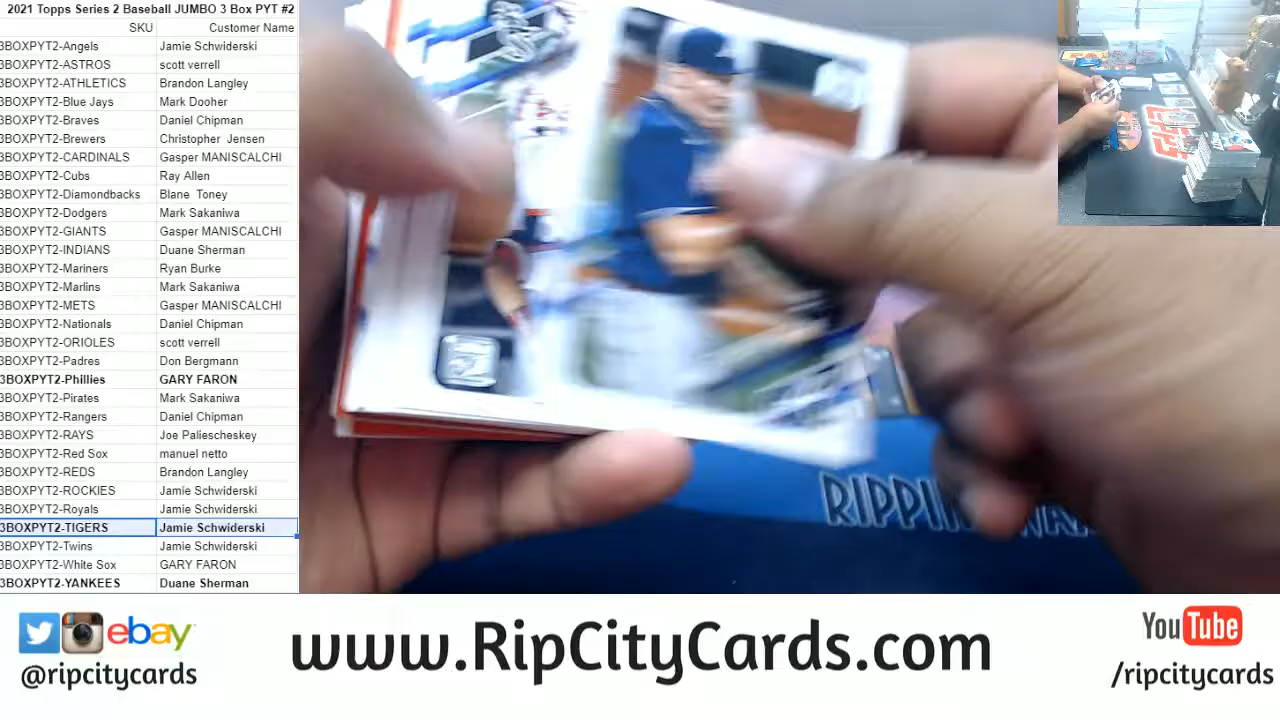 2021 Topps Series 2 Baseball JUMBO 3 Box PYT #2
SKU Customer Name
3BOXPYT2-Angels Jamie Schwiderski
3BOXPYT2-ASTROS scott verrell
3BOXPYT2-ATHLETICS Brandon Langley
3BOXPYT2-Blue Jays Mark Dooher
3BOXPYT2-Braves Daniel Chipman
3BOXPYT2-Brewers Christopher Jensen
3BOXPYT2-CARDINALS Gasper MANISCALCHI
3BOXPYT2-Cubs Ray Allen
3BOXPYT2-Diamondbacks Blane Toney
3BOXPYT2-Dodgers Mark Sakaniwa
3BOXPYT2-GIANTS Gasper MANISCALCHI
3BOXPYT2-INDIANS Duane Sherman
3BOXPYT2-Mariners Ryan Burke
3BOXPYT2-Marlins Mark Sakaniwa
3BOXPYT2-METS Gasper MANISCALCHI
3BOXPYT2-Nationals Daniel Chipman
3BOXPYT2-ORIOLES scott verrell
3BOXPYT2-Padres Don Bergmann
3BOXPYT2-Phillies GARY FARON
3BOXPYT2-Pirates Mark Sakaniwa
3BOXPYT2-Rangers Daniel Chipman
3BOXPYT2-RAYS Joe Paliescheskey
3BOXPYT2-Red Sox manuel netto
3BOXPYT2-REDS Brandon Langley
3BOXPYT2-ROCKIES Jamie Schwiderski
3BOXPYT2-Royals Jamie Schwiderski
3BOXPYT2-TIGERS Jamie Schwiderski
3BOXPYT2-Twins Jamie Schwiderski
3BOXPYT2-White Sox GARY FARON
3BOXPYT2-YANKEES Duane Sherman
RIPPIN
ebay
@ripcitycards
www.RipCityCards.com
YouTube
/ripcitycards